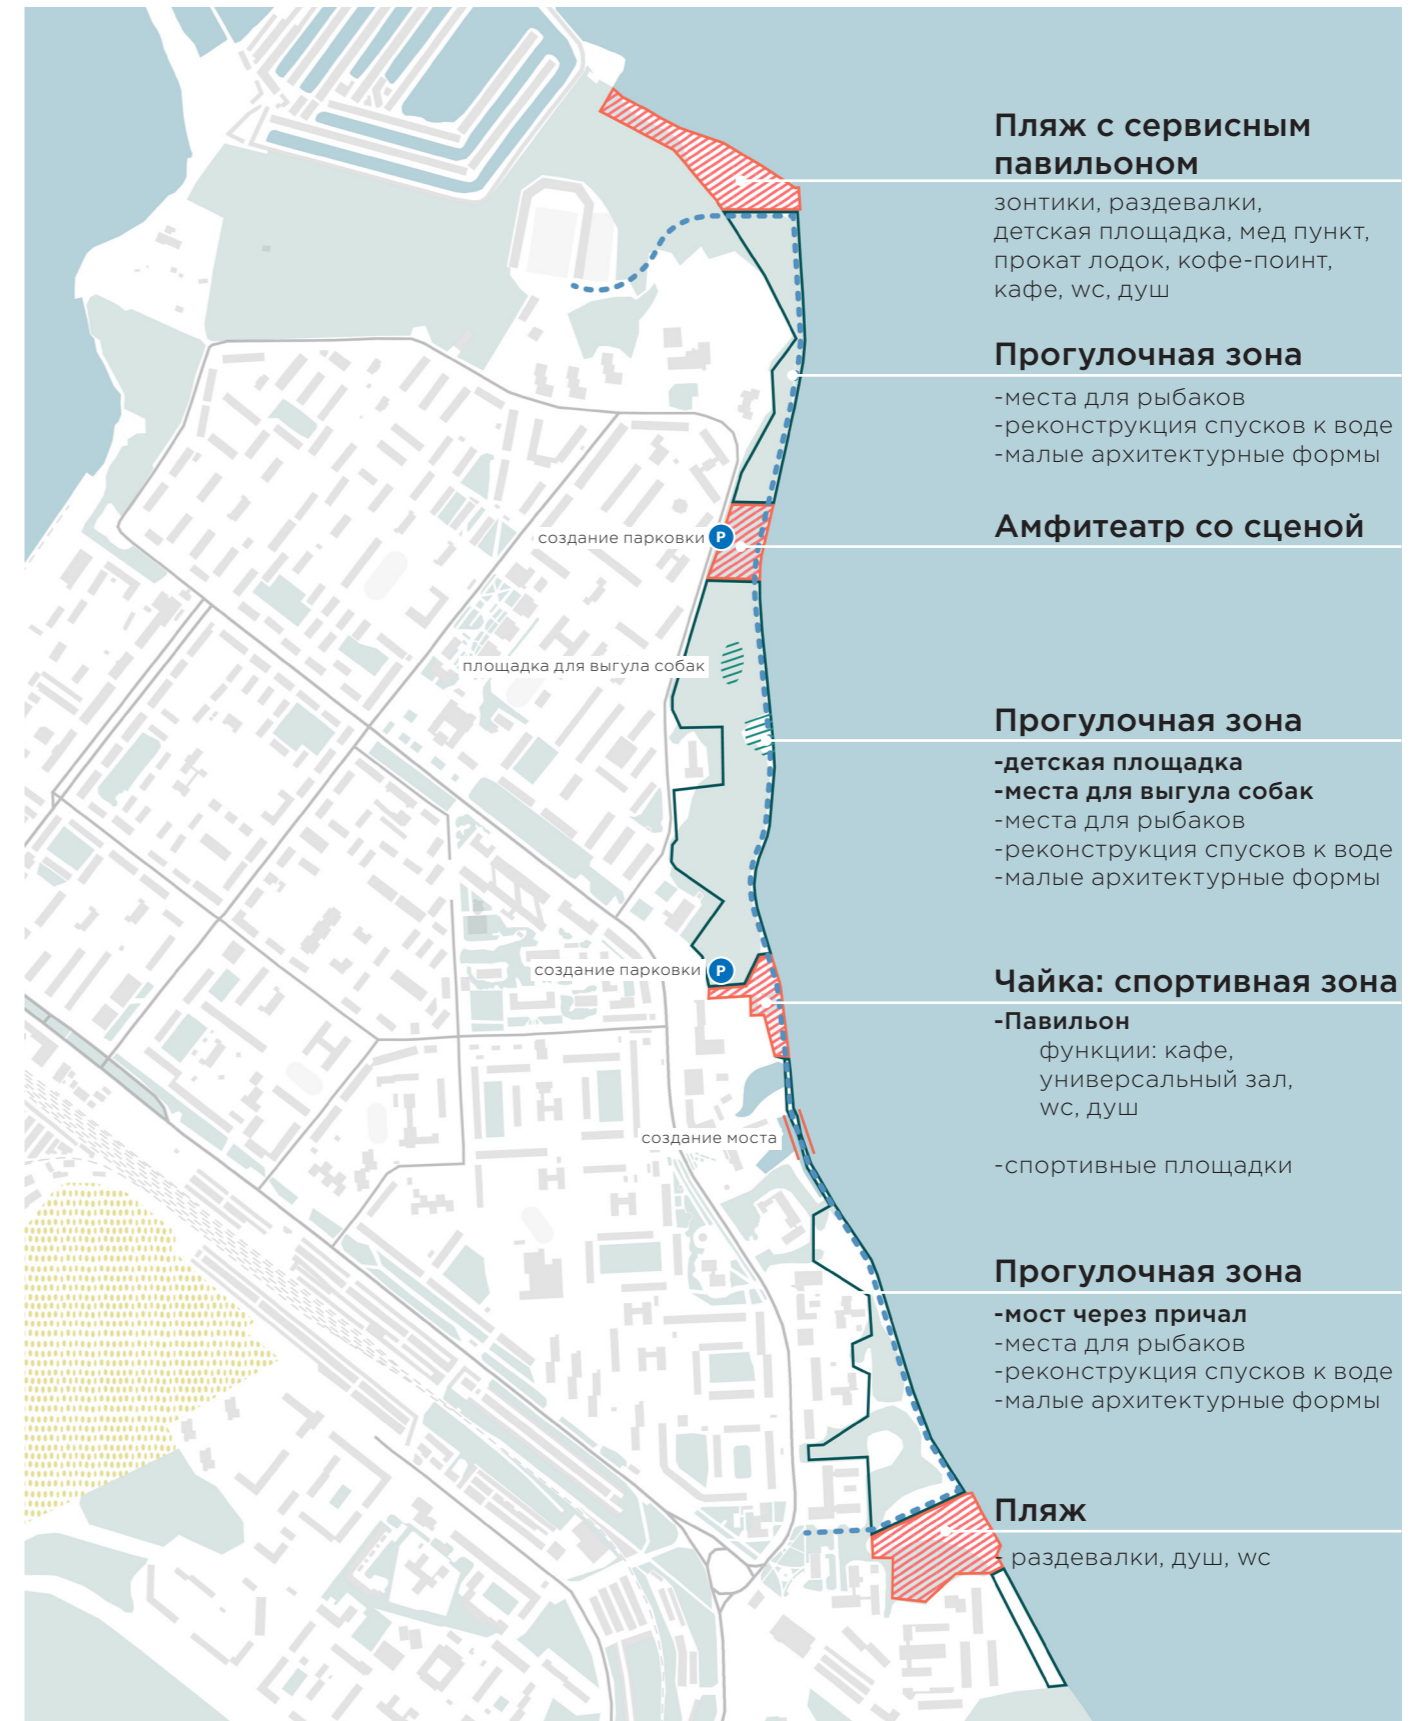 Пляж с сервисным
павильоном
зонтики, раздевалки,
детская площадка, мед пункт,
прокат лодок, кофе-поинт,
кафе, wc, душ
Прогулочная зона
-места для рыбаков
-реконструкция спусков к воде
-малые архитектурные формы
Амфитеатр со сценой
создание парковки P
площадка для выгула собак
Прогулочная зона
-детская площадка
-места для выгула собак
-места для рыбаков
-реконструкция спусков к воде
-малые архитектурные формы
создание парковки P
Чайка: спортивная зона
-Павильон
функции: кафе,
универсальный зал,
wc, душ
создание моста
-спортивные площадки
Прогулочная зона
-мост через причал
-места для рыбаков
-реконструкция спусков к воде
-малые архитектурные формы
Пляж
- раздевалки, душ, wc